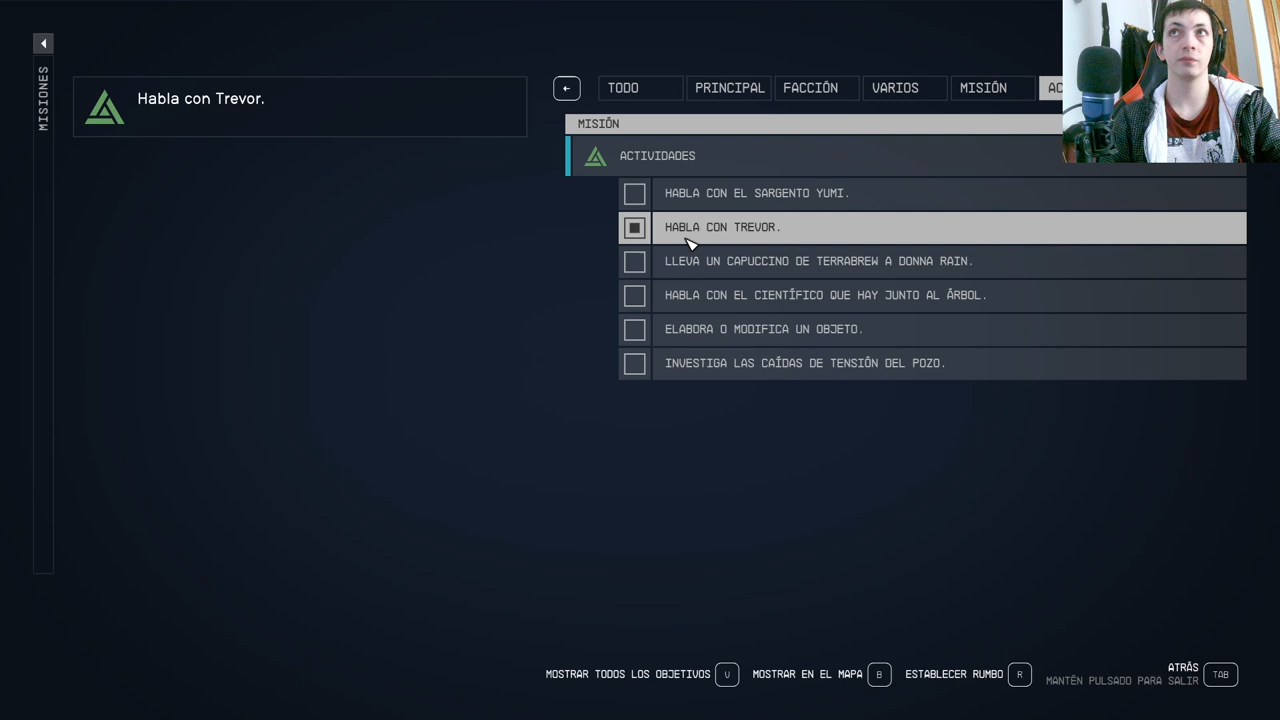 MISIONES
Habla con Trevor.
TODO
PRINCIPAL
FACCIÓN
VARIOS
MISIÓN
AC
MISIÓN
ACTIVIDADES
HABLA CON EL SARGENTO YUMI.
HABLA CON TREVOR.
LLEVA UN CAPUCCINO DE TERRABREW A DONNA RAIN.
HABLA CON EL CIENTÍFICO QUE HAY JUNTO AL ÁRBOL.
ELABORA O MODIFICA UN OBJETO.
INVESTIGA LAS CAÍDAS DE TENSIÓN DEL POZO.
MOSTRAR TODOS LOS OBJETIVOS U
MOSTRAR EN EL MAPA B
ESTABLECER RUMBO R
ATRÁS
MANTÉN PULSADO PARA SALIR TAB